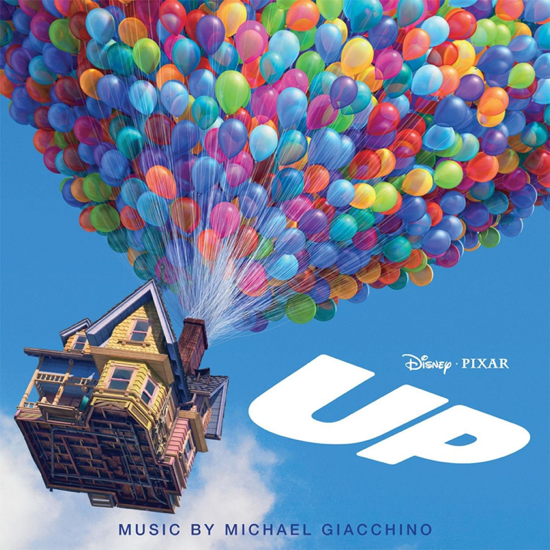 Disney · PIXAR
UP
MUSIC BY MICHAEL GIACCHINO